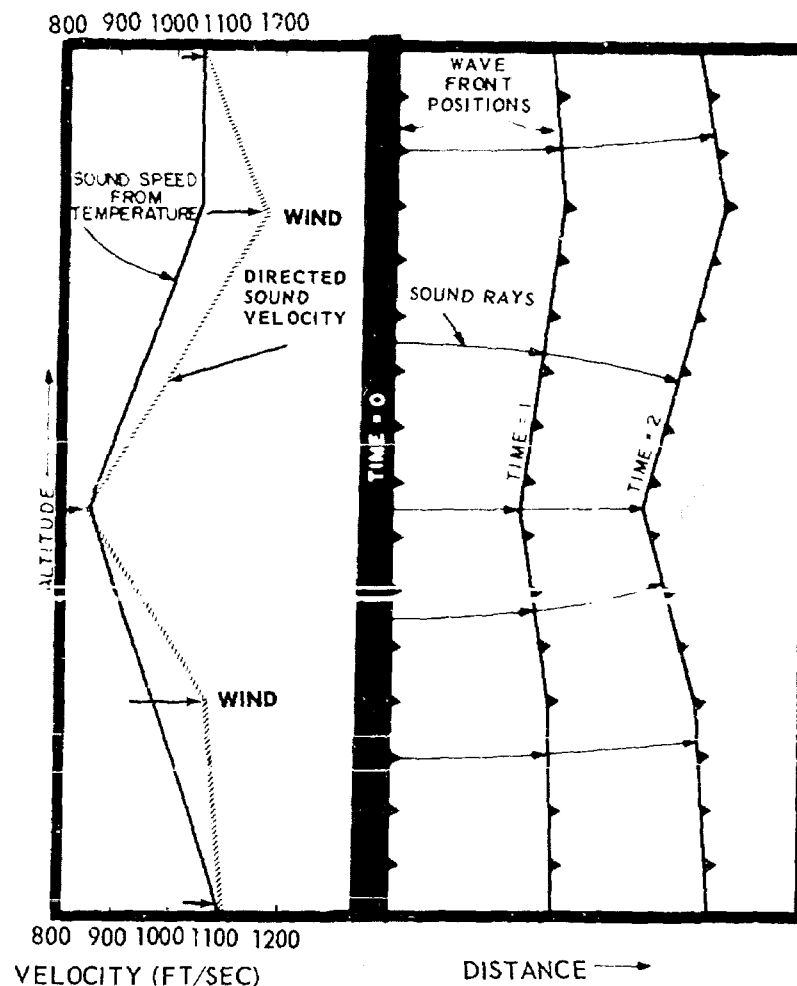 800 900 1000 1100 1200
WAVE
FRONT
POSITIONS
SOUND SPEED
FROM
TEMPERATURE
WIND
DIRECTED
SOUND
VELOCITY
SOUND RAYS
TIME = 0
TIME = 1
TIME = 2
ALTITUDE
WIND
800 900 1000 1100 1200
VELOCITY (FT/SEC)
DISTANCE